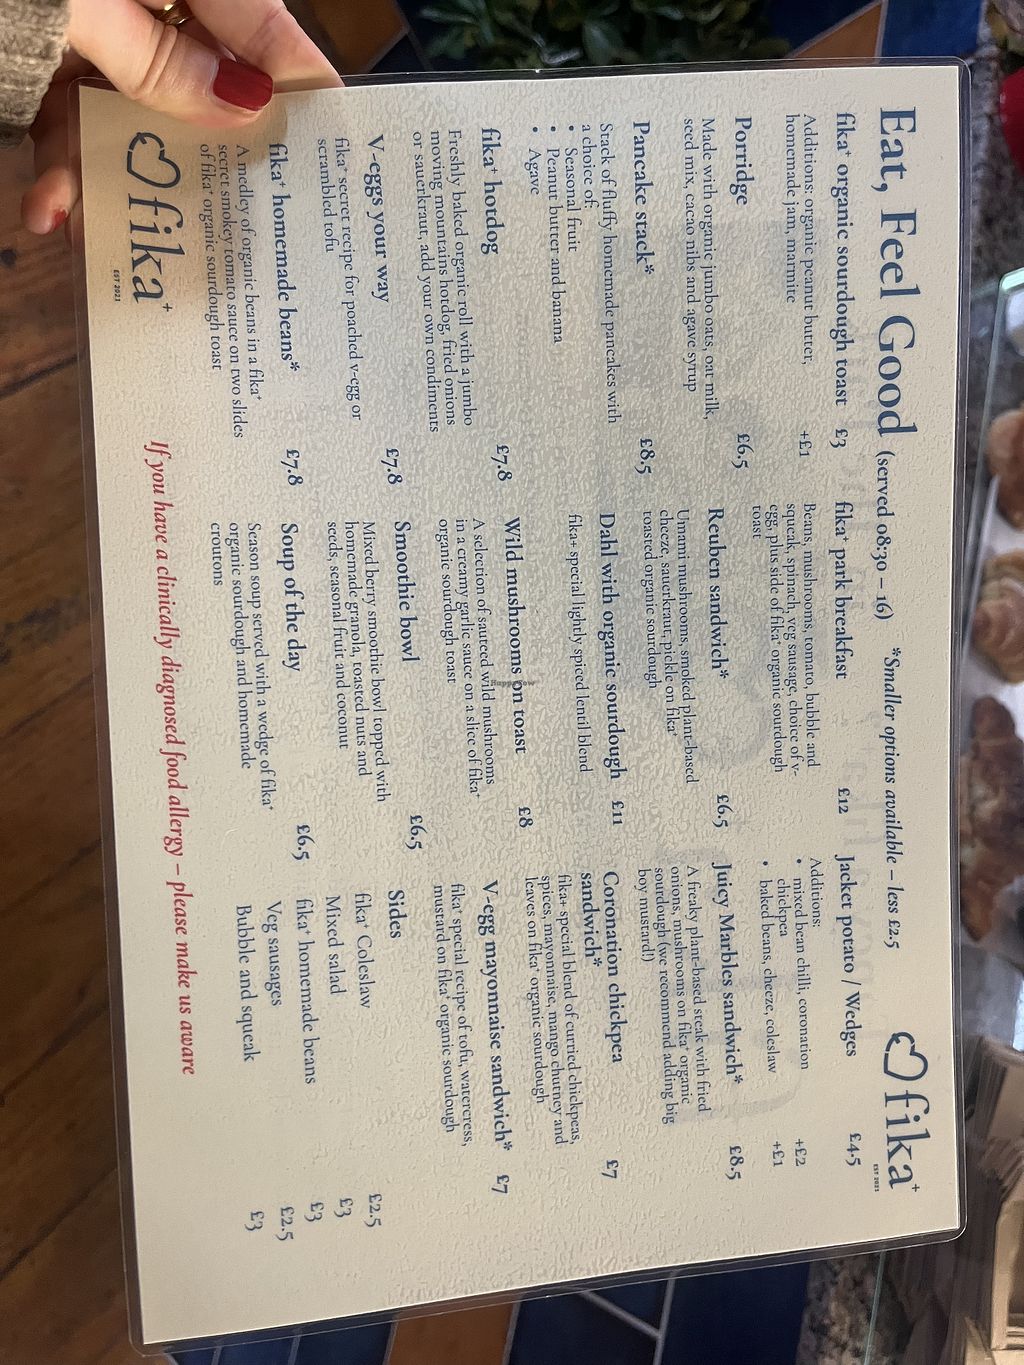 Eat, Feel Good (served 08:30 – 16)
*Smaller options available – less £2.5
fika+
EST 2021
fika+ organic sourdough toast £3
Additions: organic peanut butter,
homemade jam, marmite +£1
Porridge £6.5
Made with organic jumbo oats, oat milk,
seed mix, cacao nibs and agave syrup
Pancake stack* £8.5
Stack of fluffy homemade pancakes with
a choice of:
• Seasonal fruit
• Peanut butter and banana
• Agave
fika+ hotdog £7.8
Freshly baked organic roll with a jumbo
moving mountains hotdog, fried onions
or sauerkraut, add your own condiments
V-eggs your way £7.8
fika+ secret recipe for poached v-egg or
scrambled tofu
fika+ homemade beans* £7.8
A medley of organic beans in a fika+
secret smokey tomato sauce on two slides
of fika+ organic sourdough toast
fika+ park breakfast £12
Beans, mushrooms, tomato, bubble and
squeak, spinach, veg sausage, choice of v-
egg, plus side of fika+ organic sourdough
toast
Reuben sandwich* £6.5
Umami mushrooms, smoked plant-based
cheeze, sauerkraut, pickle on fika+
toasted organic sourdough
Dahl with organic sourdough £11
fika+ special lightly spiced lentil blend
Wild mushrooms on toast £8
A selection of sauteed wild mushrooms
in a creamy garlic sauce on a slice of fika+
organic sourdough toast
Smoothie bowl £6.5
Mixed berry smoothie bowl topped with
homemade granola, toasted nuts and
seeds, seasonal fruit and coconut
Soup of the day £6.5
Season soup served with a wedge of fika+
organic sourdough and homemade
croutons
Jacket potato / Wedges £4.5
Additions:
• mixed bean chilli, coronation +£2
chickpea
• baked beans, cheeze, coleslaw +£1
Juicy Marbles sandwich* £8.5
A freaky plant-based steak with fried
onions, mushrooms on fika+ organic
sourdough (we recommend adding big
boy mustard!)
Coronation chickpea
sandwich* £7
fika+ special blend of curried chickpeas,
spices, mayonnaise, mango chutney and
leaves on fika+ organic sourdough
V-egg mayonnaise sandwich* £7
fika+ special recipe of tofu, watercress,
mustard on fika+ organic sourdough
Sides
fika+ Coleslaw £2.5
Mixed salad £3
fika+ homemade beans £3
Veg sausages £2.5
Bubble and squeak £3
fika+
EST 2021
If you have a clinically diagnosed food allergy – please make us aware
HappyCow